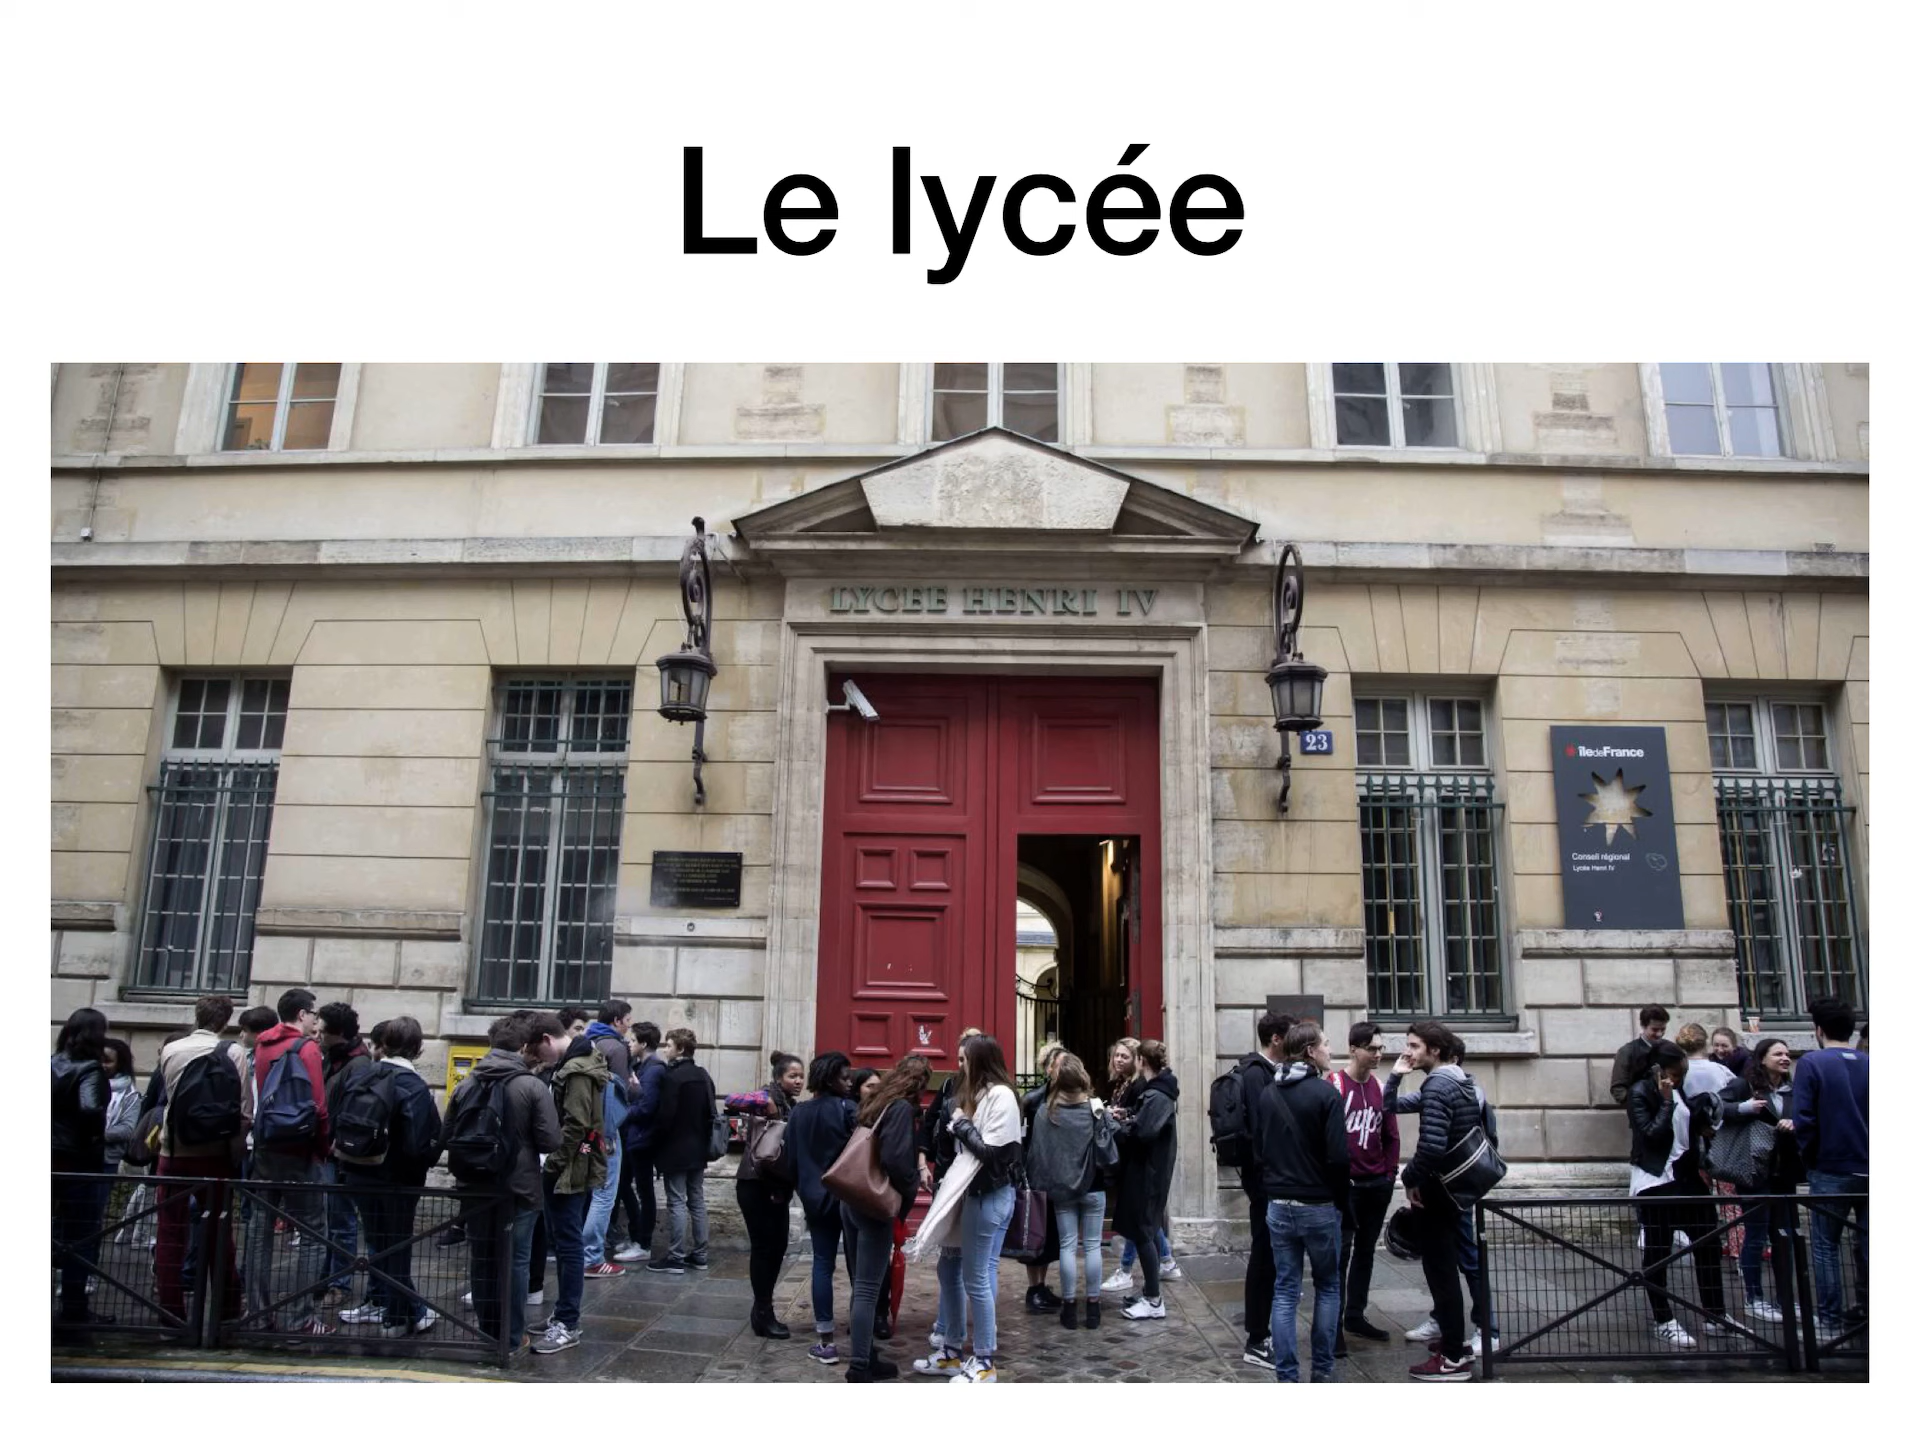 Le lycée
LYCEE HENRI IV
23
îledeFrance
Conseil régional
Lycée Henri IV
hype